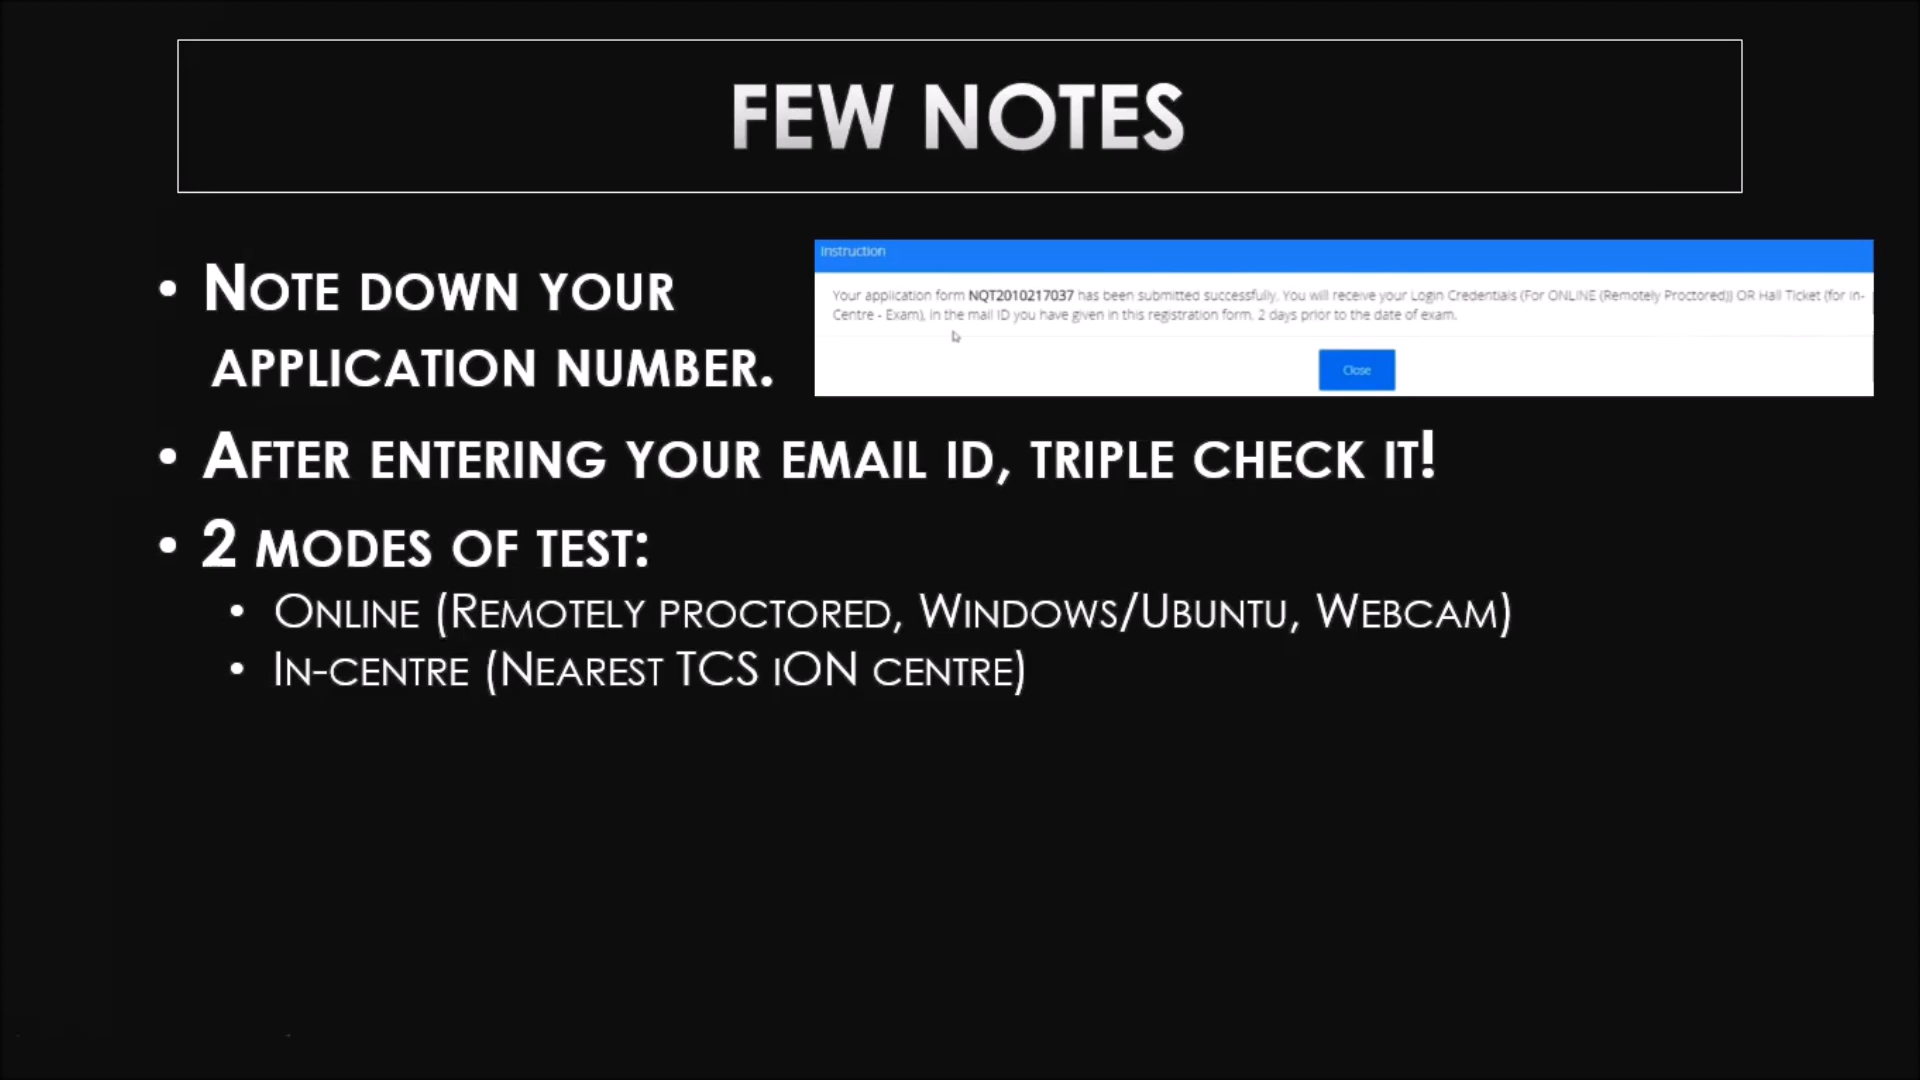 FEW NOTES
• NOTE DOWN YOUR
APPLICATION NUMBER.
Instruction
Your application form NQT2010217037 has been submitted successfully. You will receive your Login Credentials (For ONLINE (Remotely Proctored)) OR Hall Ticket (for In-
Centre - Exam), in the mail ID you have given in this registration form, 2 days prior to the date of exam.
Close
• AFTER ENTERING YOUR EMAIL ID, TRIPLE CHECK IT!
• 2 MODES OF TEST:
• ONLINE (REMOTELY PROCTORED, WINDOWS/UBUNTU, WEBCAM)
• IN-CENTRE (NEAREST TCS iON CENTRE)